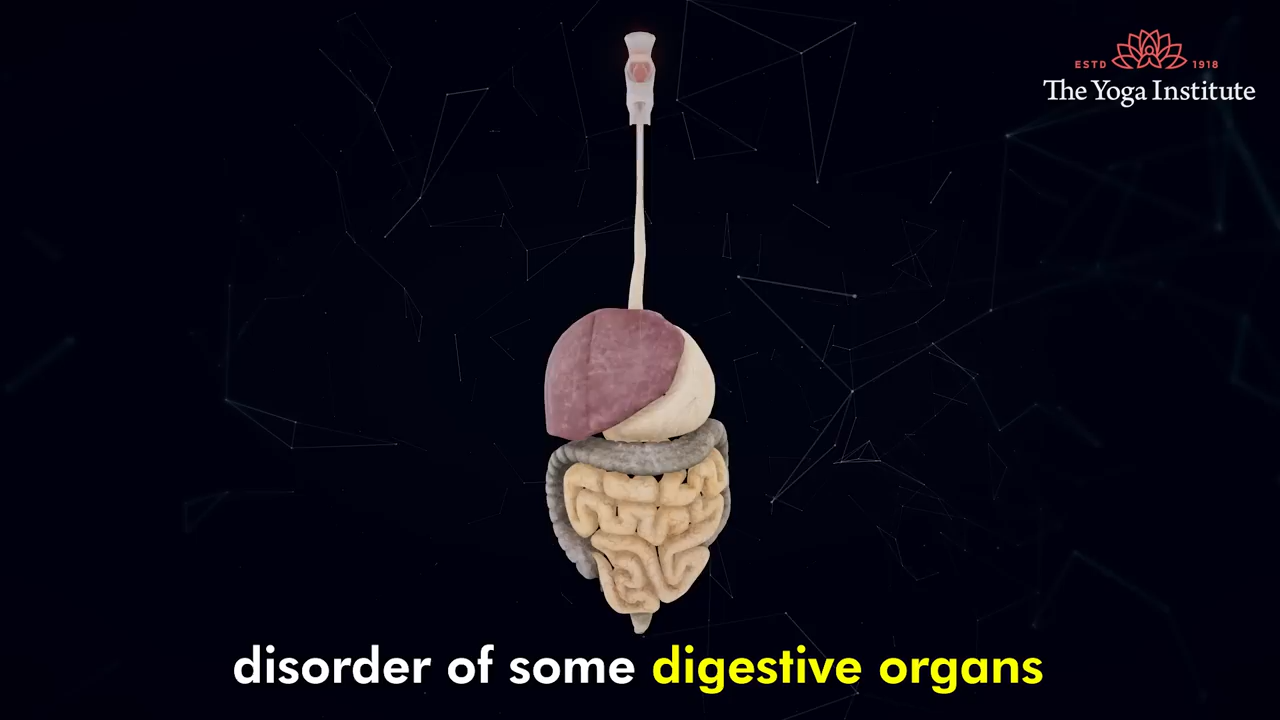 ESTD 1918
The Yoga Institute
disorder of some digestive organs